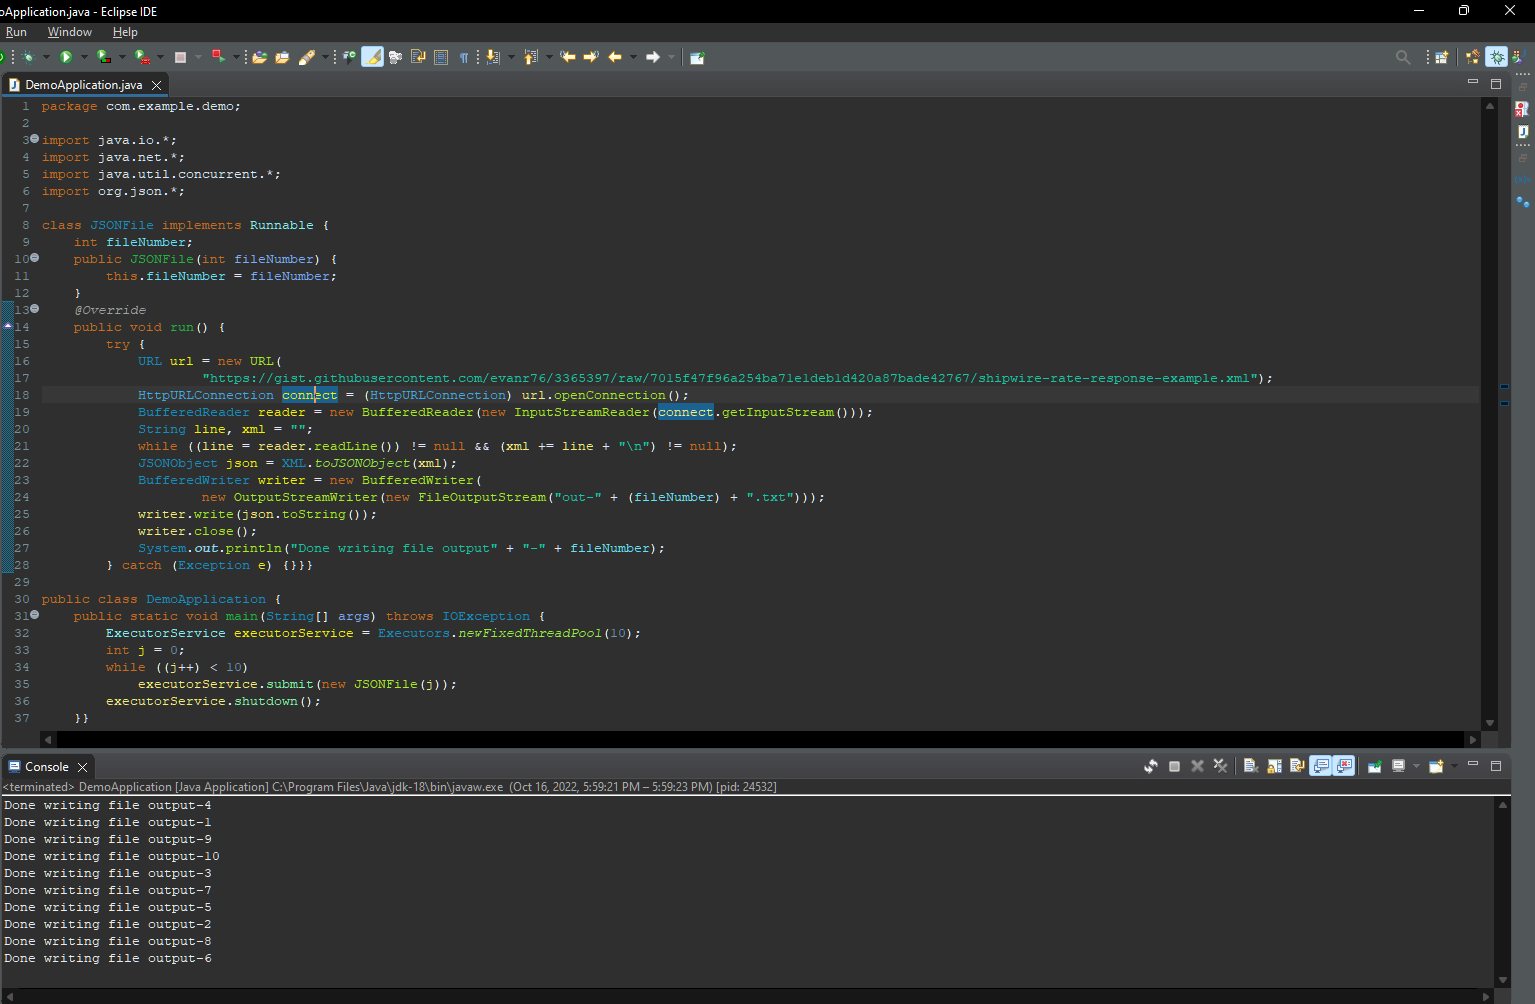 oApplication.java - Eclipse IDE
Run Window Help
DemoApplication.java
1 package com.example.demo;
2
3 import java.io.*;
4 import java.net.*;
5 import java.util.concurrent.*;
6 import org.json.*;
7
8 class JSONFile implements Runnable {
9 int fileNumber;
10 public JSONFile(int fileNumber) {
11 this.fileNumber = fileNumber;
12 }
13 @Override
14 public void run() {
15 try {
16 URL url = new URL(
17 "https://gist.githubusercontent.com/evanr76/3365397/raw/7015f47f96a254ba71e1deb1d420a87bade42767/shipwire-rate-response-example.xml");
18 HttpURLConnection connect = (HttpURLConnection) url.openConnection();
19 BufferedReader reader = new BufferedReader(new InputStreamReader(connect.getInputStream()));
20 String line, xml = "";
21 while ((line = reader.readLine()) != null && (xml += line + "\n") != null);
22 JSONObject json = XML.toJSONObject(xml);
23 BufferedWriter writer = new BufferedWriter(
24 new OutputStreamWriter(new FileOutputStream("out-" + (fileNumber) + ".txt")));
25 writer.write(json.toString());
26 writer.close();
27 System.out.println("Done writing file output" + "-" + fileNumber);
28 } catch (Exception e) {}}}
29
30 public class DemoApplication {
31 public static void main(String[] args) throws IOException {
32 ExecutorService executorService = Executors.newFixedThreadPool(10);
33 int j = 0;
34 while ((j++) < 10)
35 executorService.submit(new JSONFile(j));
36 executorService.shutdown();
37 }}
Console
<terminated> DemoApplication [Java Application] C:\Program Files\Java\jdk-18\bin\javaw.exe (Oct 16, 2022, 5:59:21 PM – 5:59:23 PM) [pid: 24532]
Done writing file output-4
Done writing file output-1
Done writing file output-9
Done writing file output-10
Done writing file output-3
Done writing file output-7
Done writing file output-5
Done writing file output-2
Done writing file output-8
Done writing file output-6